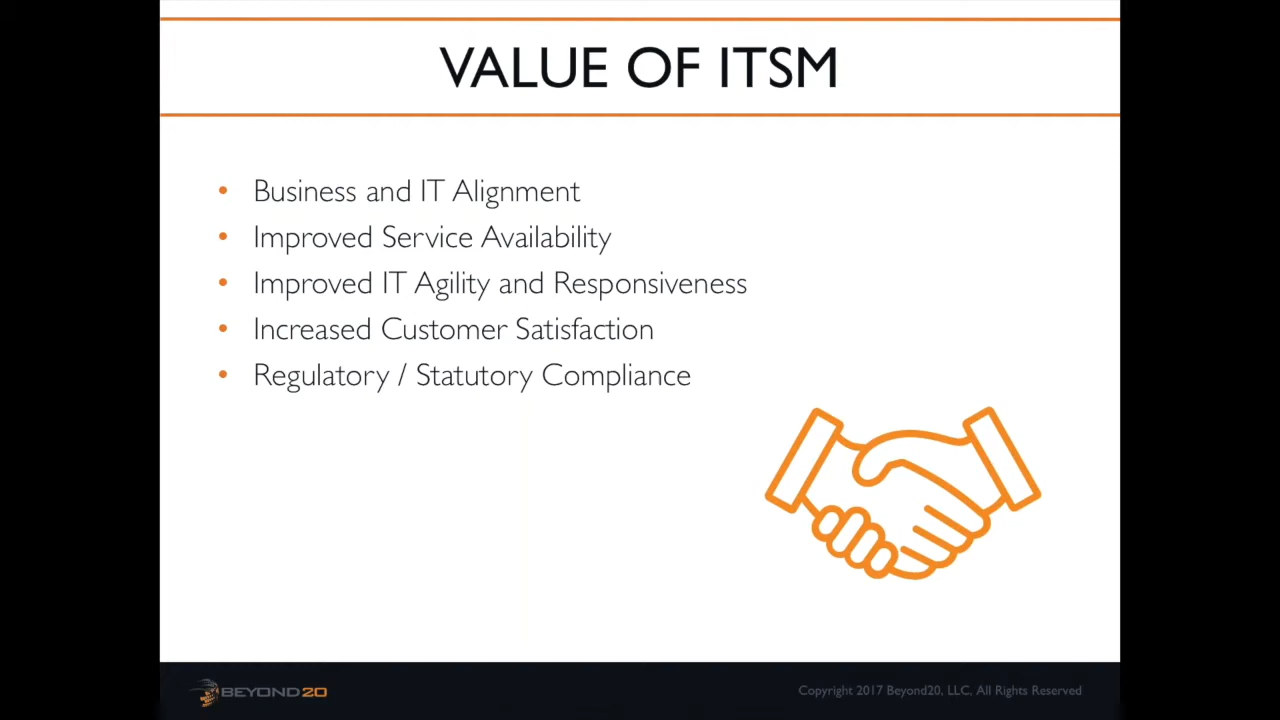 VALUE OF ITSM
• Business and IT Alignment
• Improved Service Availability
• Improved IT Agility and Responsiveness
• Increased Customer Satisfaction
• Regulatory / Statutory Compliance
BEYOND20
Copyright 2017 Beyond20, LLC, All Rights Reserved